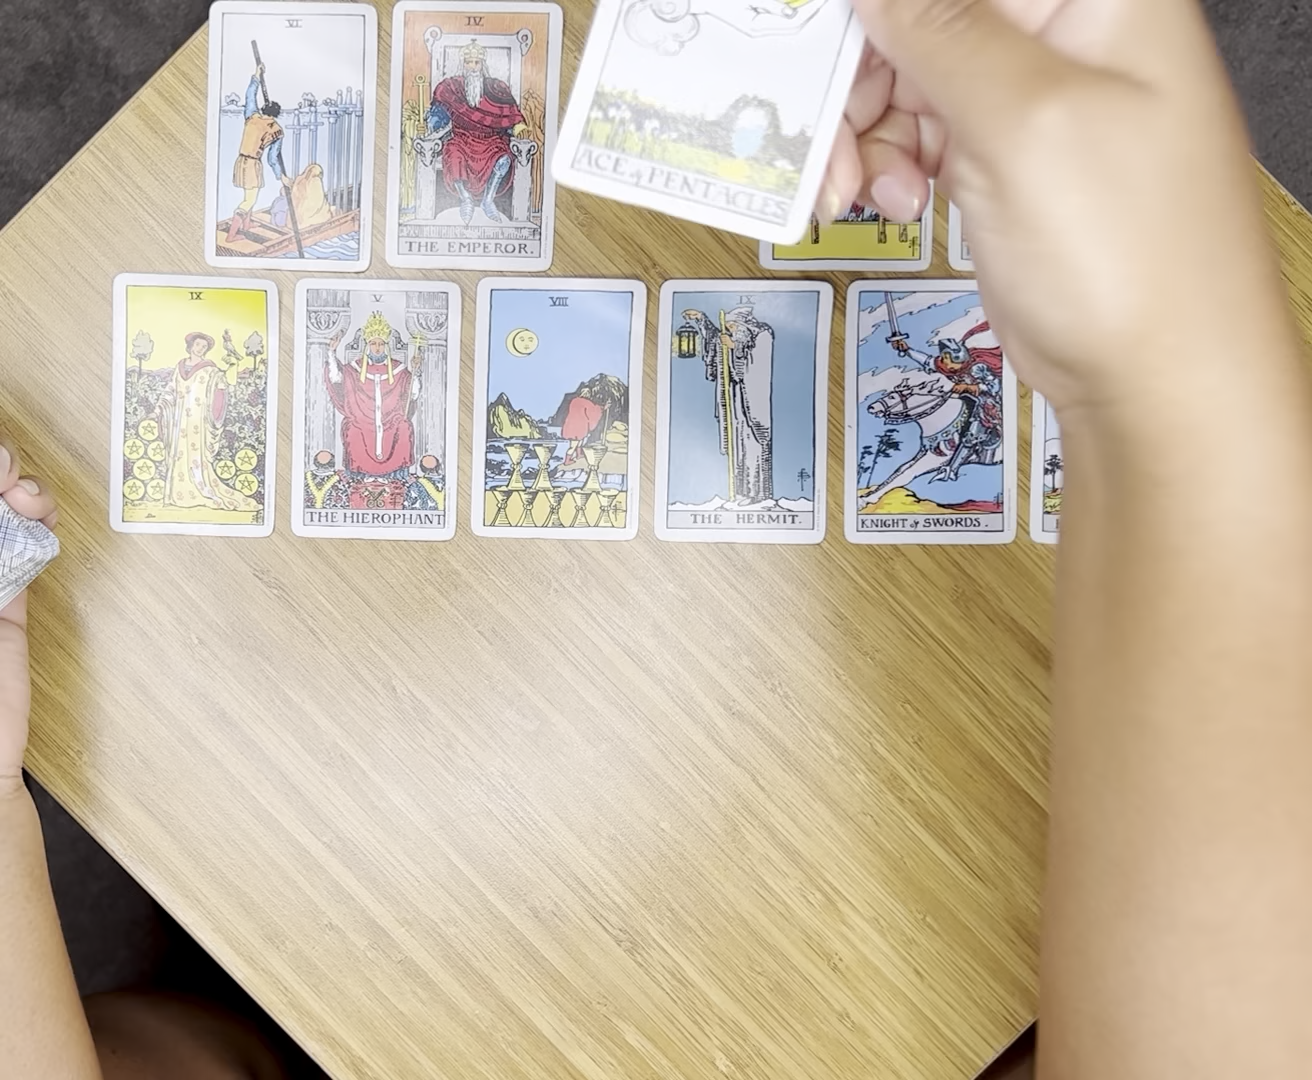 VI
IV
THE EMPEROR.
ACE of PENTACLES
IX
V
THE HIEROPHANT
VIII
IX
THE HERMIT.
KNIGHT of SWORDS.